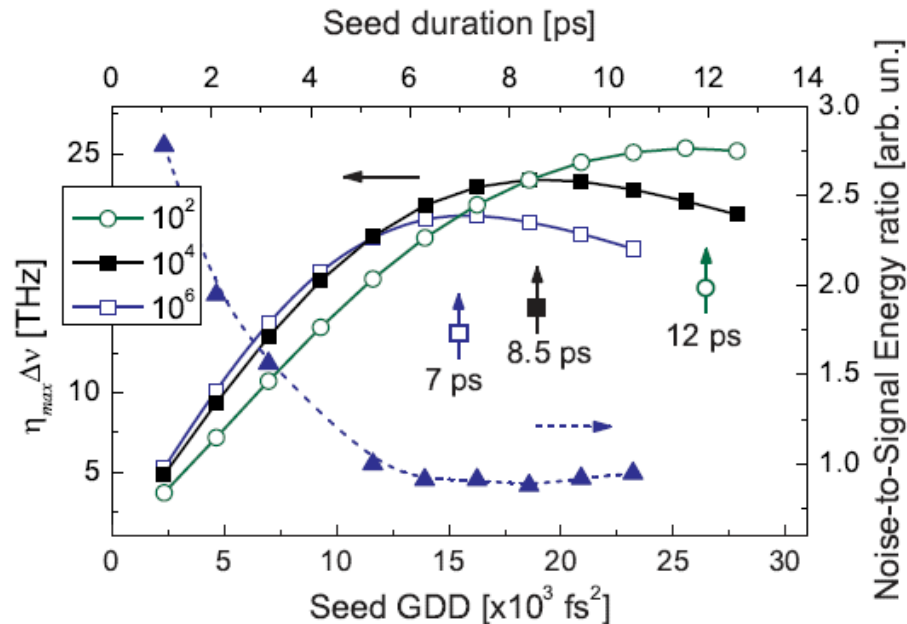 Seed duration [ps]
0 2 4 6 8 10 12 14
η_max Δν [THz]
25
10
5
10²
10⁴
10⁶
7 ps
8.5 ps
12 ps
3.0
2.5
2.0
1.5
1.0
Noise-to-Signal Energy ratio [arb. un.]
0 5 10 15 20 25 30
Seed GDD [x10³ fs²]